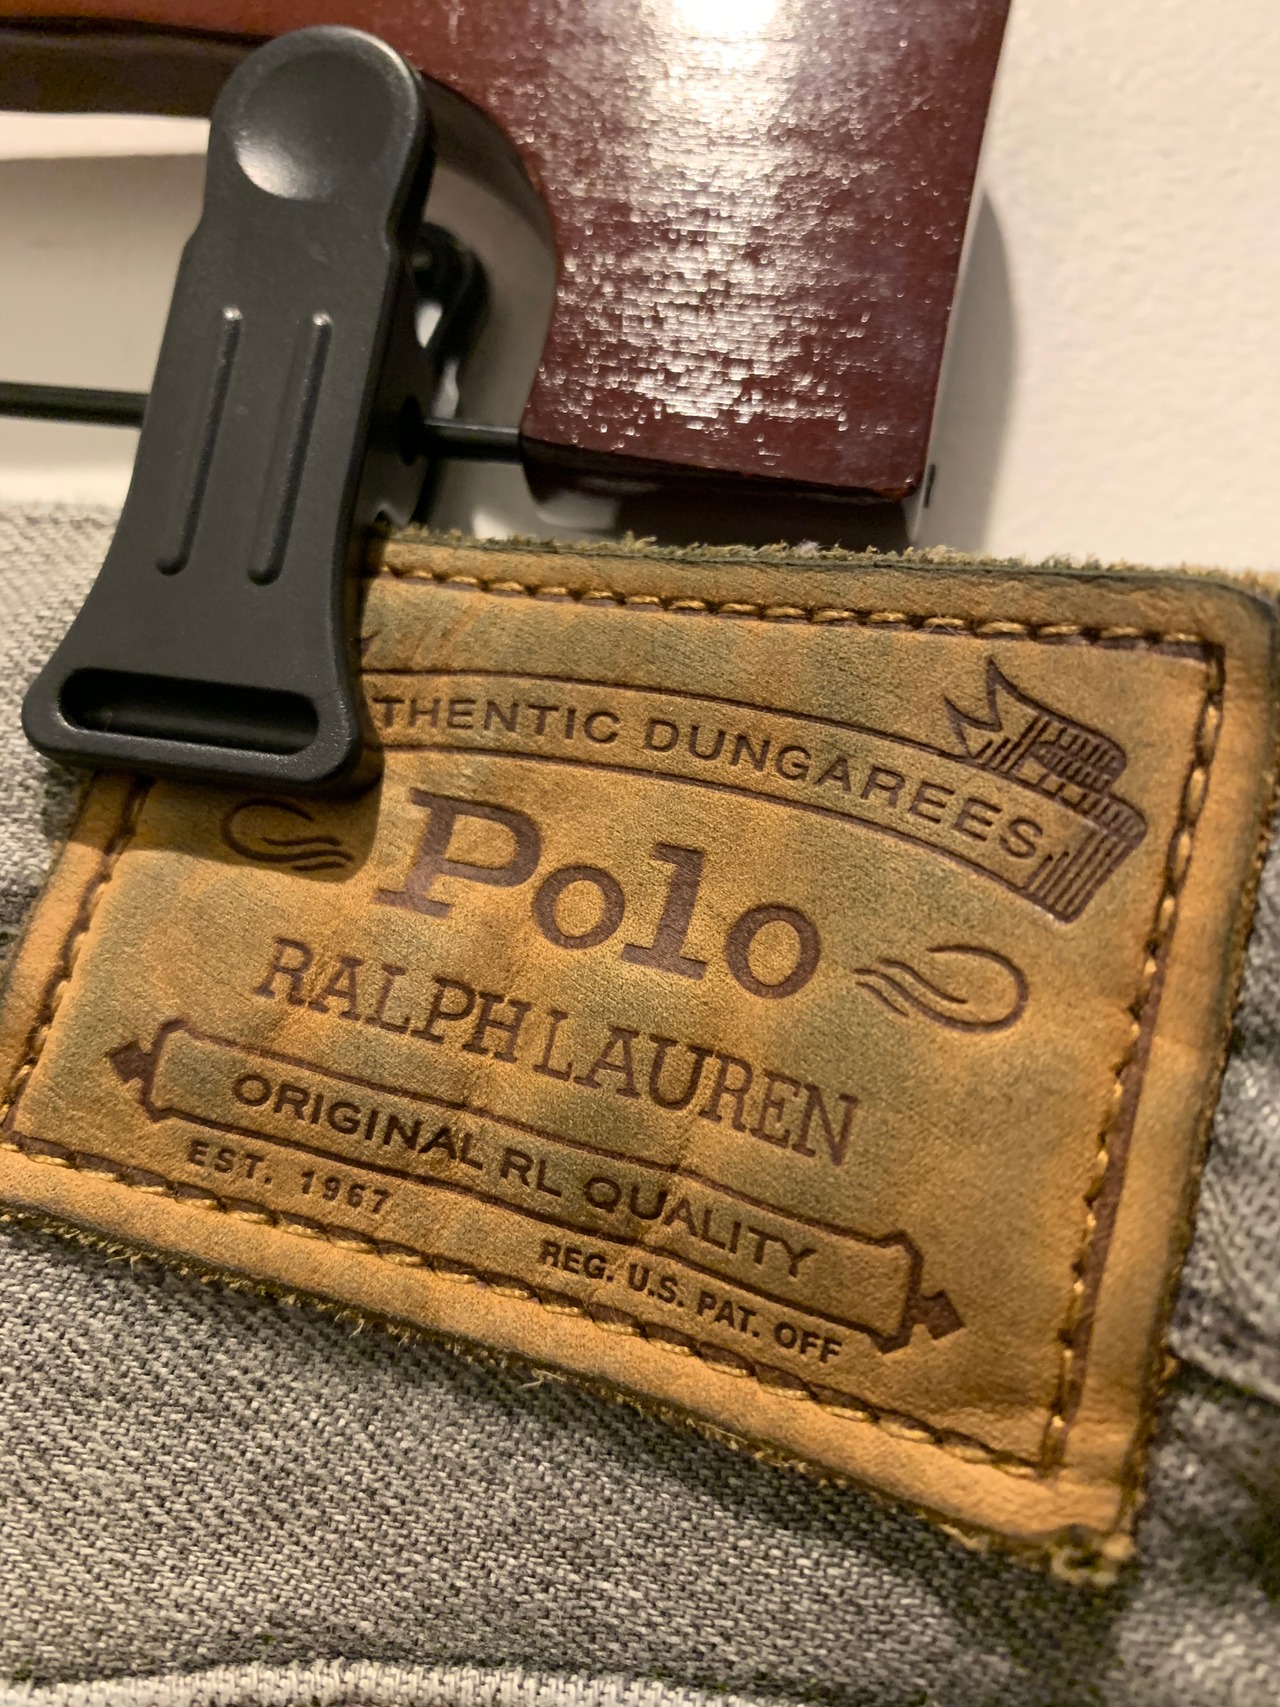 THENTIC DUNGAREES
Polo
RALPH LAUREN
ORIGINAL RL QUALITY
EST. 1967
REG. U.S. PAT. OFF